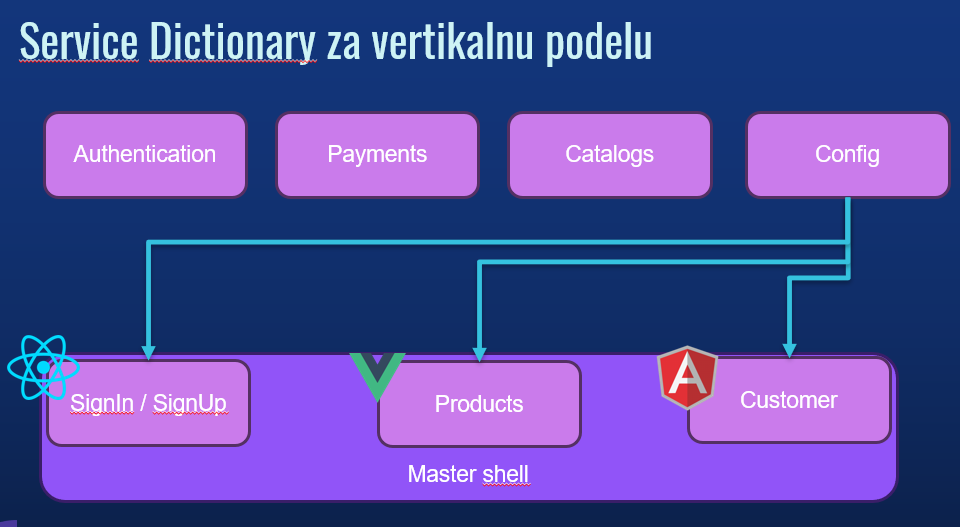 Service Dictionary za vertikalnu podelu
Authentication
Payments
Catalogs
Config
SignIn / SignUp
Products
Customer
Master shell